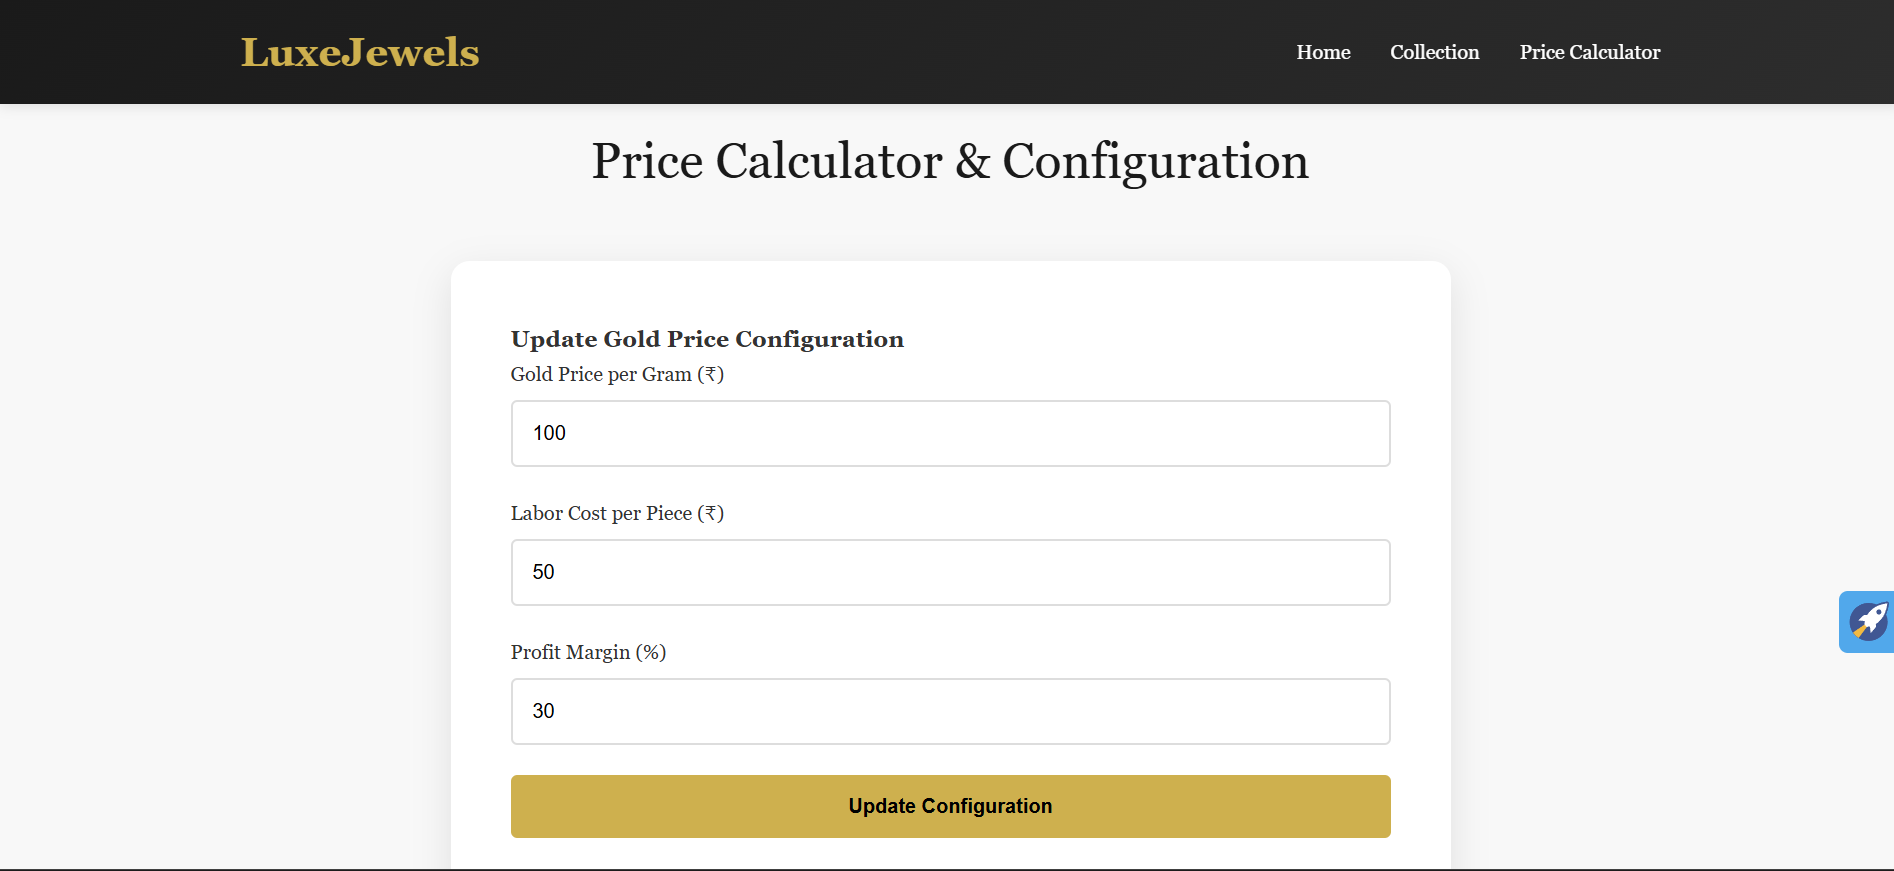 LuxeJewels
Home Collection Price Calculator
Price Calculator & Configuration
Update Gold Price Configuration
Gold Price per Gram (₹)
100
Labor Cost per Piece (₹)
50
Profit Margin (%)
30
Update Configuration